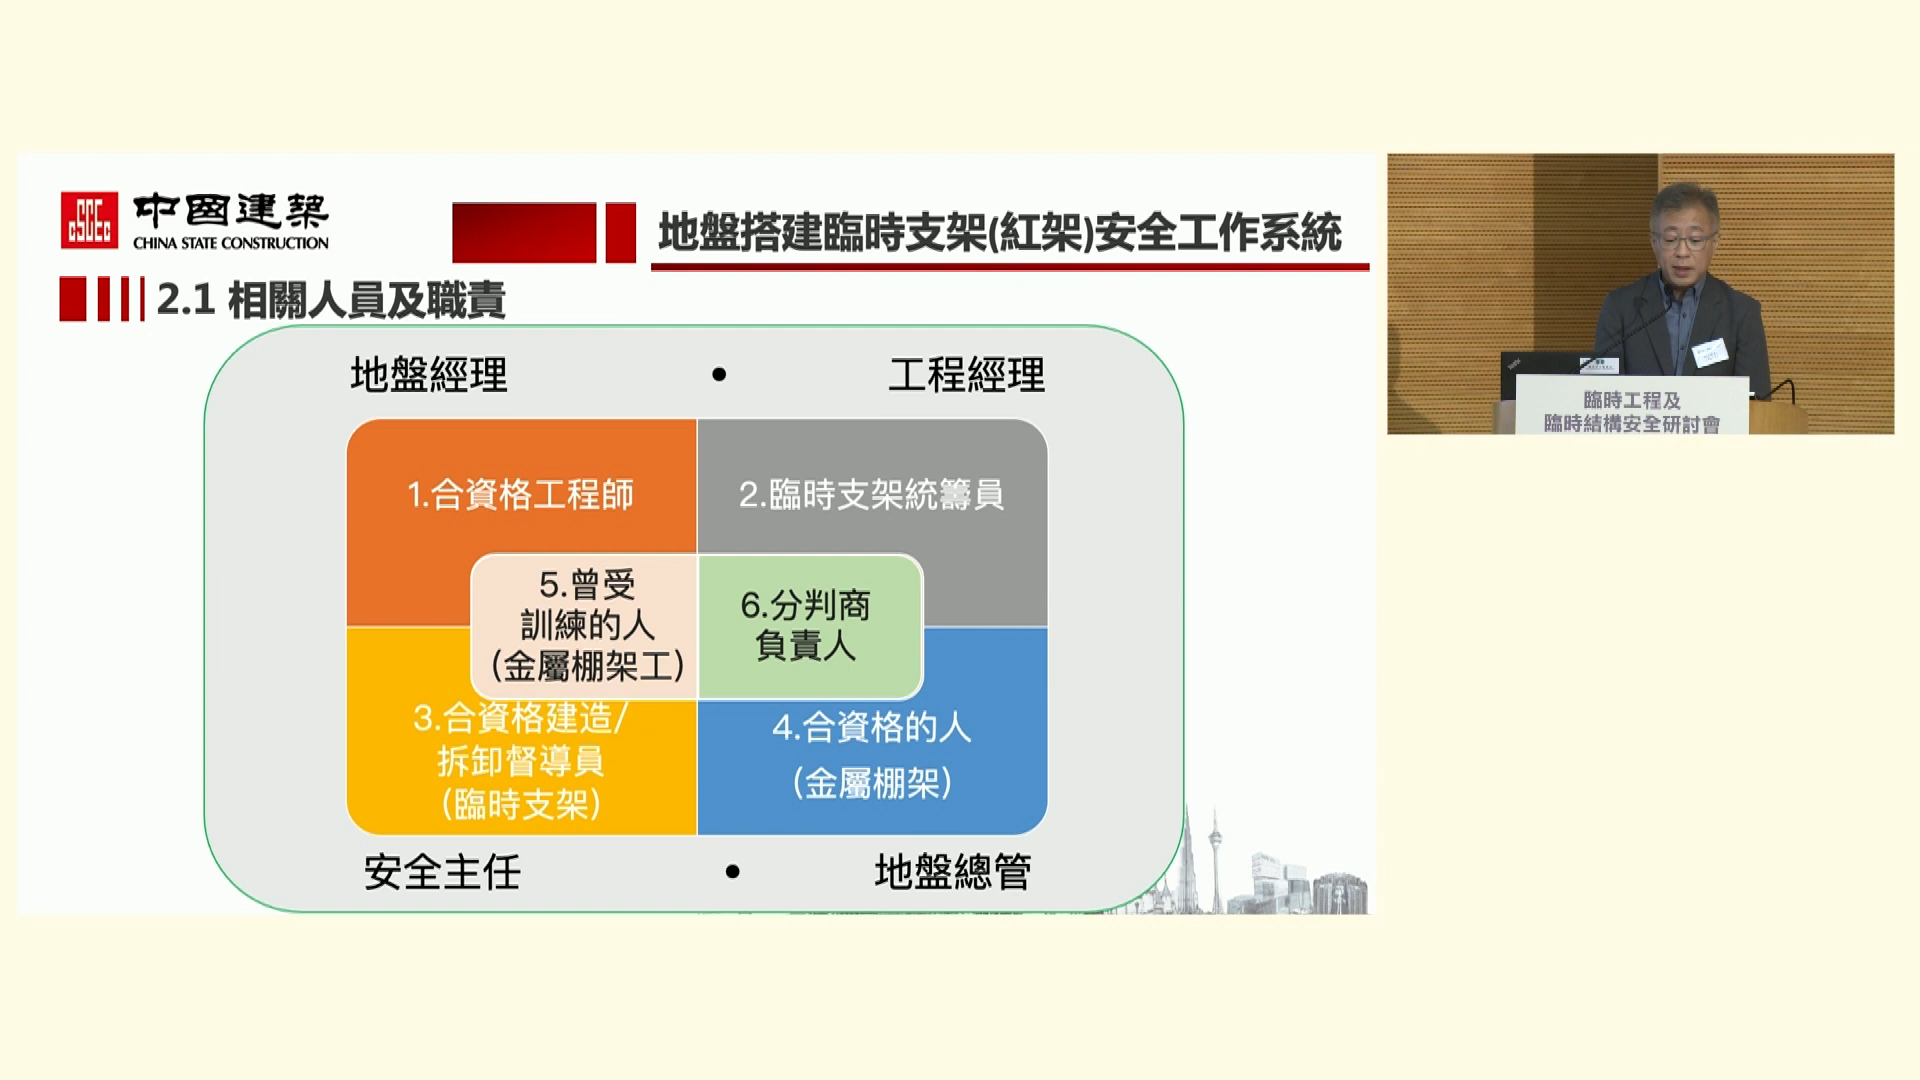 中國建築
CHINA STATE CONSTRUCTION
地盤搭建臨時支架(紅架)安全工作系統
2.1 相關人員及職責
地盤經理 • 工程經理
1.合資格工程師
2.臨時支架統籌員
5.曾受
訓練的人
(金屬棚架工)
6.分判商
負責人
3.合資格建造/
拆卸督導員
(臨時支架)
4.合資格的人
(金屬棚架)
安全主任 • 地盤總管
臨時工程及
臨時結構安全研討會